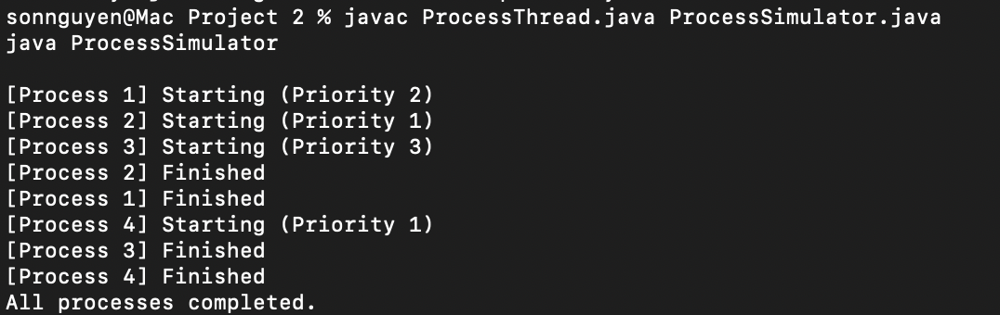 sonnguyen@Mac Project 2 % javac ProcessThread.java ProcessSimulator.java
java ProcessSimulator
[Process 1] Starting (Priority 2)
[Process 2] Starting (Priority 1)
[Process 3] Starting (Priority 3)
[Process 2] Finished
[Process 1] Finished
[Process 4] Starting (Priority 1)
[Process 3] Finished
[Process 4] Finished
All processes completed.